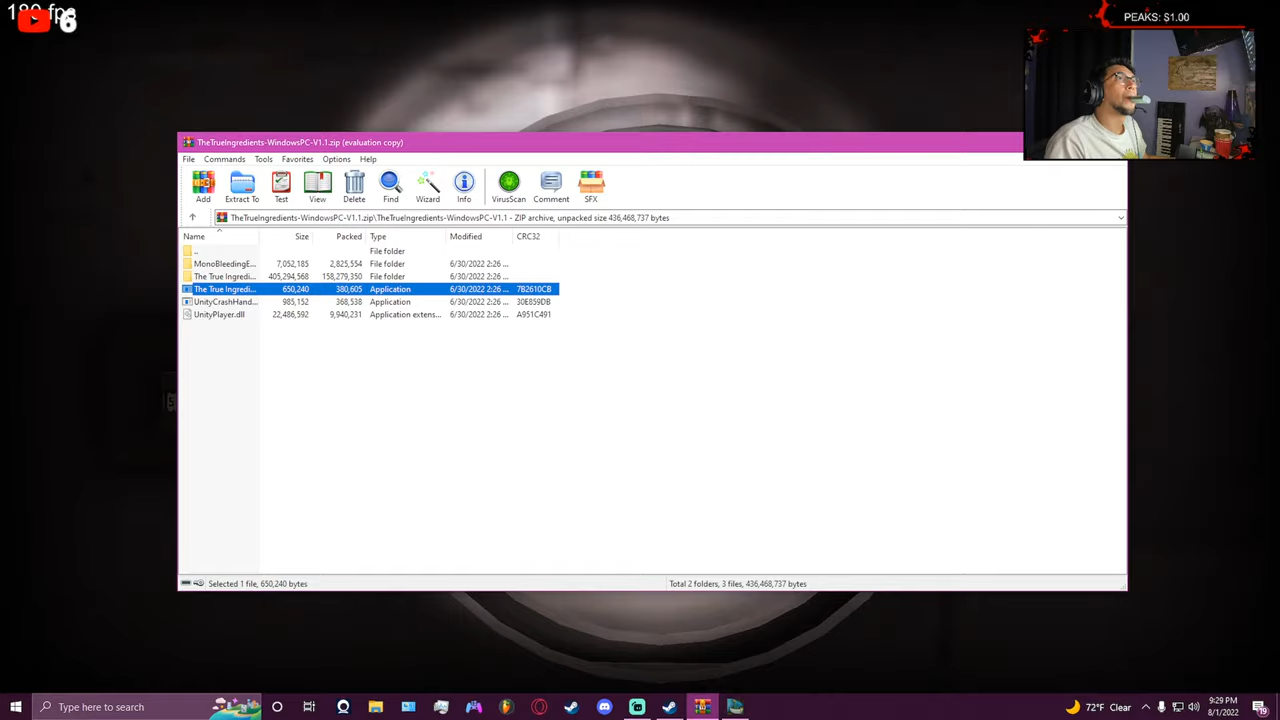 180 fps
6
PEAKS: $1.00
TheTrueIngredients-WindowsPC-V1.1.zip (evaluation copy)
File Commands Tools Favorites Options Help
Add Extract To Test View Delete Find Wizard Info VirusScan Comment SFX
TheTrueIngredients-WindowsPC-V1.1.zip\TheTrueIngredients-WindowsPC-V1.1 - ZIP archive, unpacked size 436,468,737 bytes
Name Size Packed Type Modified CRC32
.. File folder
MonoBleedingE... 7,052,185 2,825,554 File folder 6/30/2022 2:26 ...
The True Ingredi... 405,294,568 158,279,350 File folder 6/30/2022 2:26 ...
The True Ingredi... 650,240 380,605 Application 6/30/2022 2:26 ... 7B2610CB
UnityCrashHand... 985,152 368,538 Application 6/30/2022 2:26 ... 30E859DB
UnityPlayer.dll 22,486,592 9,940,231 Application extens... 6/30/2022 2:26 ... A951C491
Selected 1 file, 650,240 bytes Total 2 folders, 3 files, 436,468,737 bytes
Type here to search
72°F Clear
9:29 PM
8/1/2022
19